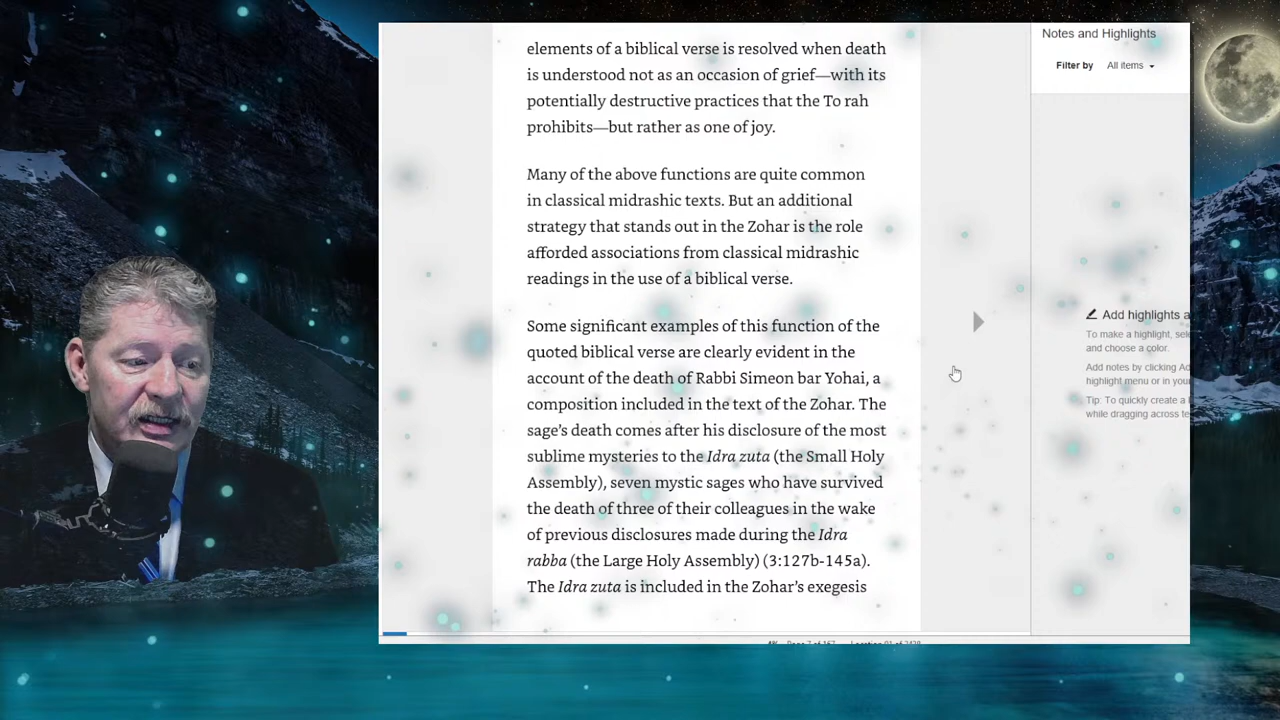 elements of a biblical verse is resolved when death
is understood not as an occasion of grief—with its
potentially destructive practices that the To rah
prohibits—but rather as one of joy.
Many of the above functions are quite common
in classical midrashic texts. But an additional
strategy that stands out in the Zohar is the role
afforded associations from classical midrashic
readings in the use of a biblical verse.
Some significant examples of this function of the
quoted biblical verse are clearly evident in the
account of the death of Rabbi Simeon bar Yohai, a
composition included in the text of the Zohar. The
sage’s death comes after his disclosure of the most
sublime mysteries to the Idra zuta (the Small Holy
Assembly), seven mystic sages who have survived
the death of three of their colleagues in the wake
of previous disclosures made during the Idra
rabba (the Large Holy Assembly) (3:127b-145a).
The Idra zuta is included in the Zohar’s exegesis
Notes and Highlights
Filter by All items
Add highlights a
To make a highlight, sele
and choose a color.
Add notes by clicking Ad
highlight menu or in your
Tip: To quickly create a
while dragging across te